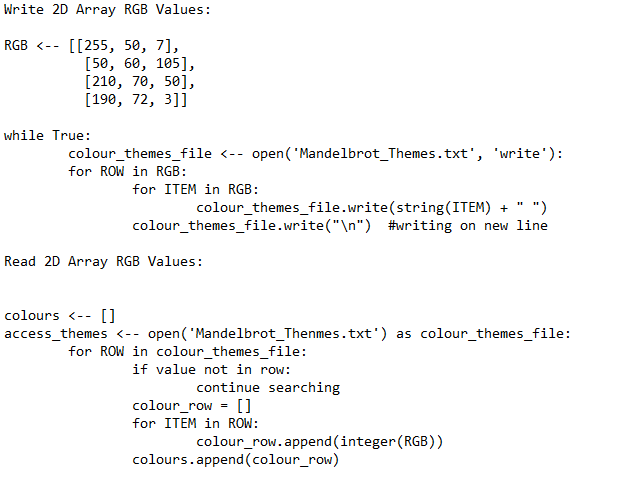 Write 2D Array RGB Values:

RGB <-- [[255, 50, 7],
          [50, 60, 105],
          [210, 70, 50],
          [190, 72, 3]]

while True:
        colour_themes_file <-- open('Mandelbrot_Themes.txt', 'write'):
        for ROW in RGB:
                for ITEM in RGB:
                        colour_themes_file.write(string(ITEM) + " ")
                colour_themes_file.write("\n")  #writing on new line

Read 2D Array RGB Values:


colours <-- []
access_themes <-- open('Mandelbrot_Thenmes.txt') as colour_themes_file:
        for ROW in colour_themes_file:
                if value not in row:
                        continue searching
                colour_row = []
                for ITEM in ROW:
                        colour_row.append(integer(RGB))
                colours.append(colour_row)